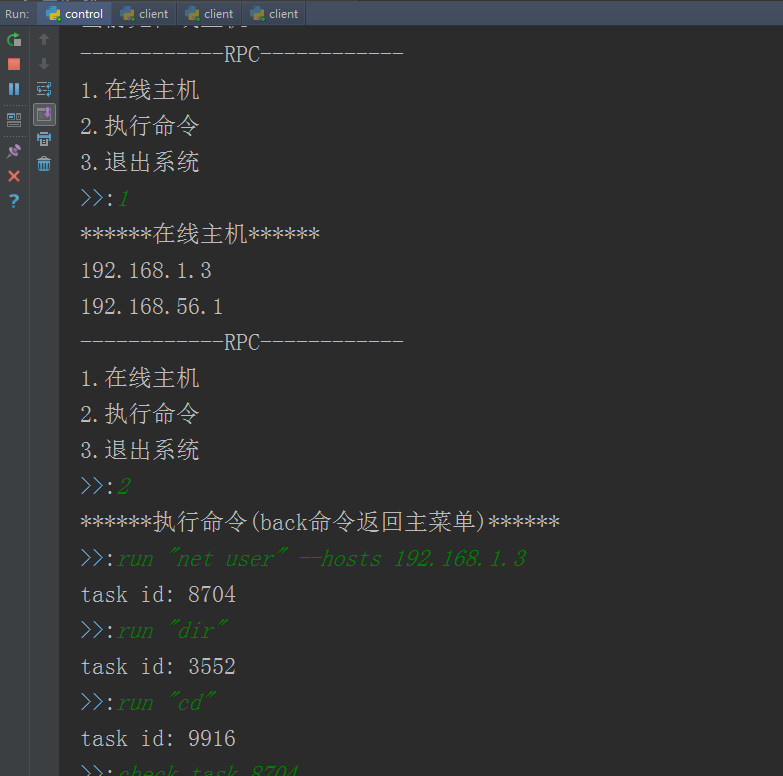 Run: control client client client
------------RPC------------
1.在线主机
2.执行命令
3.退出系统
>>:1
******在线主机******
192.168.1.3
192.168.56.1
------------RPC------------
1.在线主机
2.执行命令
3.退出系统
>>:2
******执行命令(back命令返回主菜单)******
>>:run "net user" --hosts 192.168.1.3
task id: 8704
>>:run "dir"
task id: 3552
>>:run "cd"
task id: 9916
>>:check_task 8704